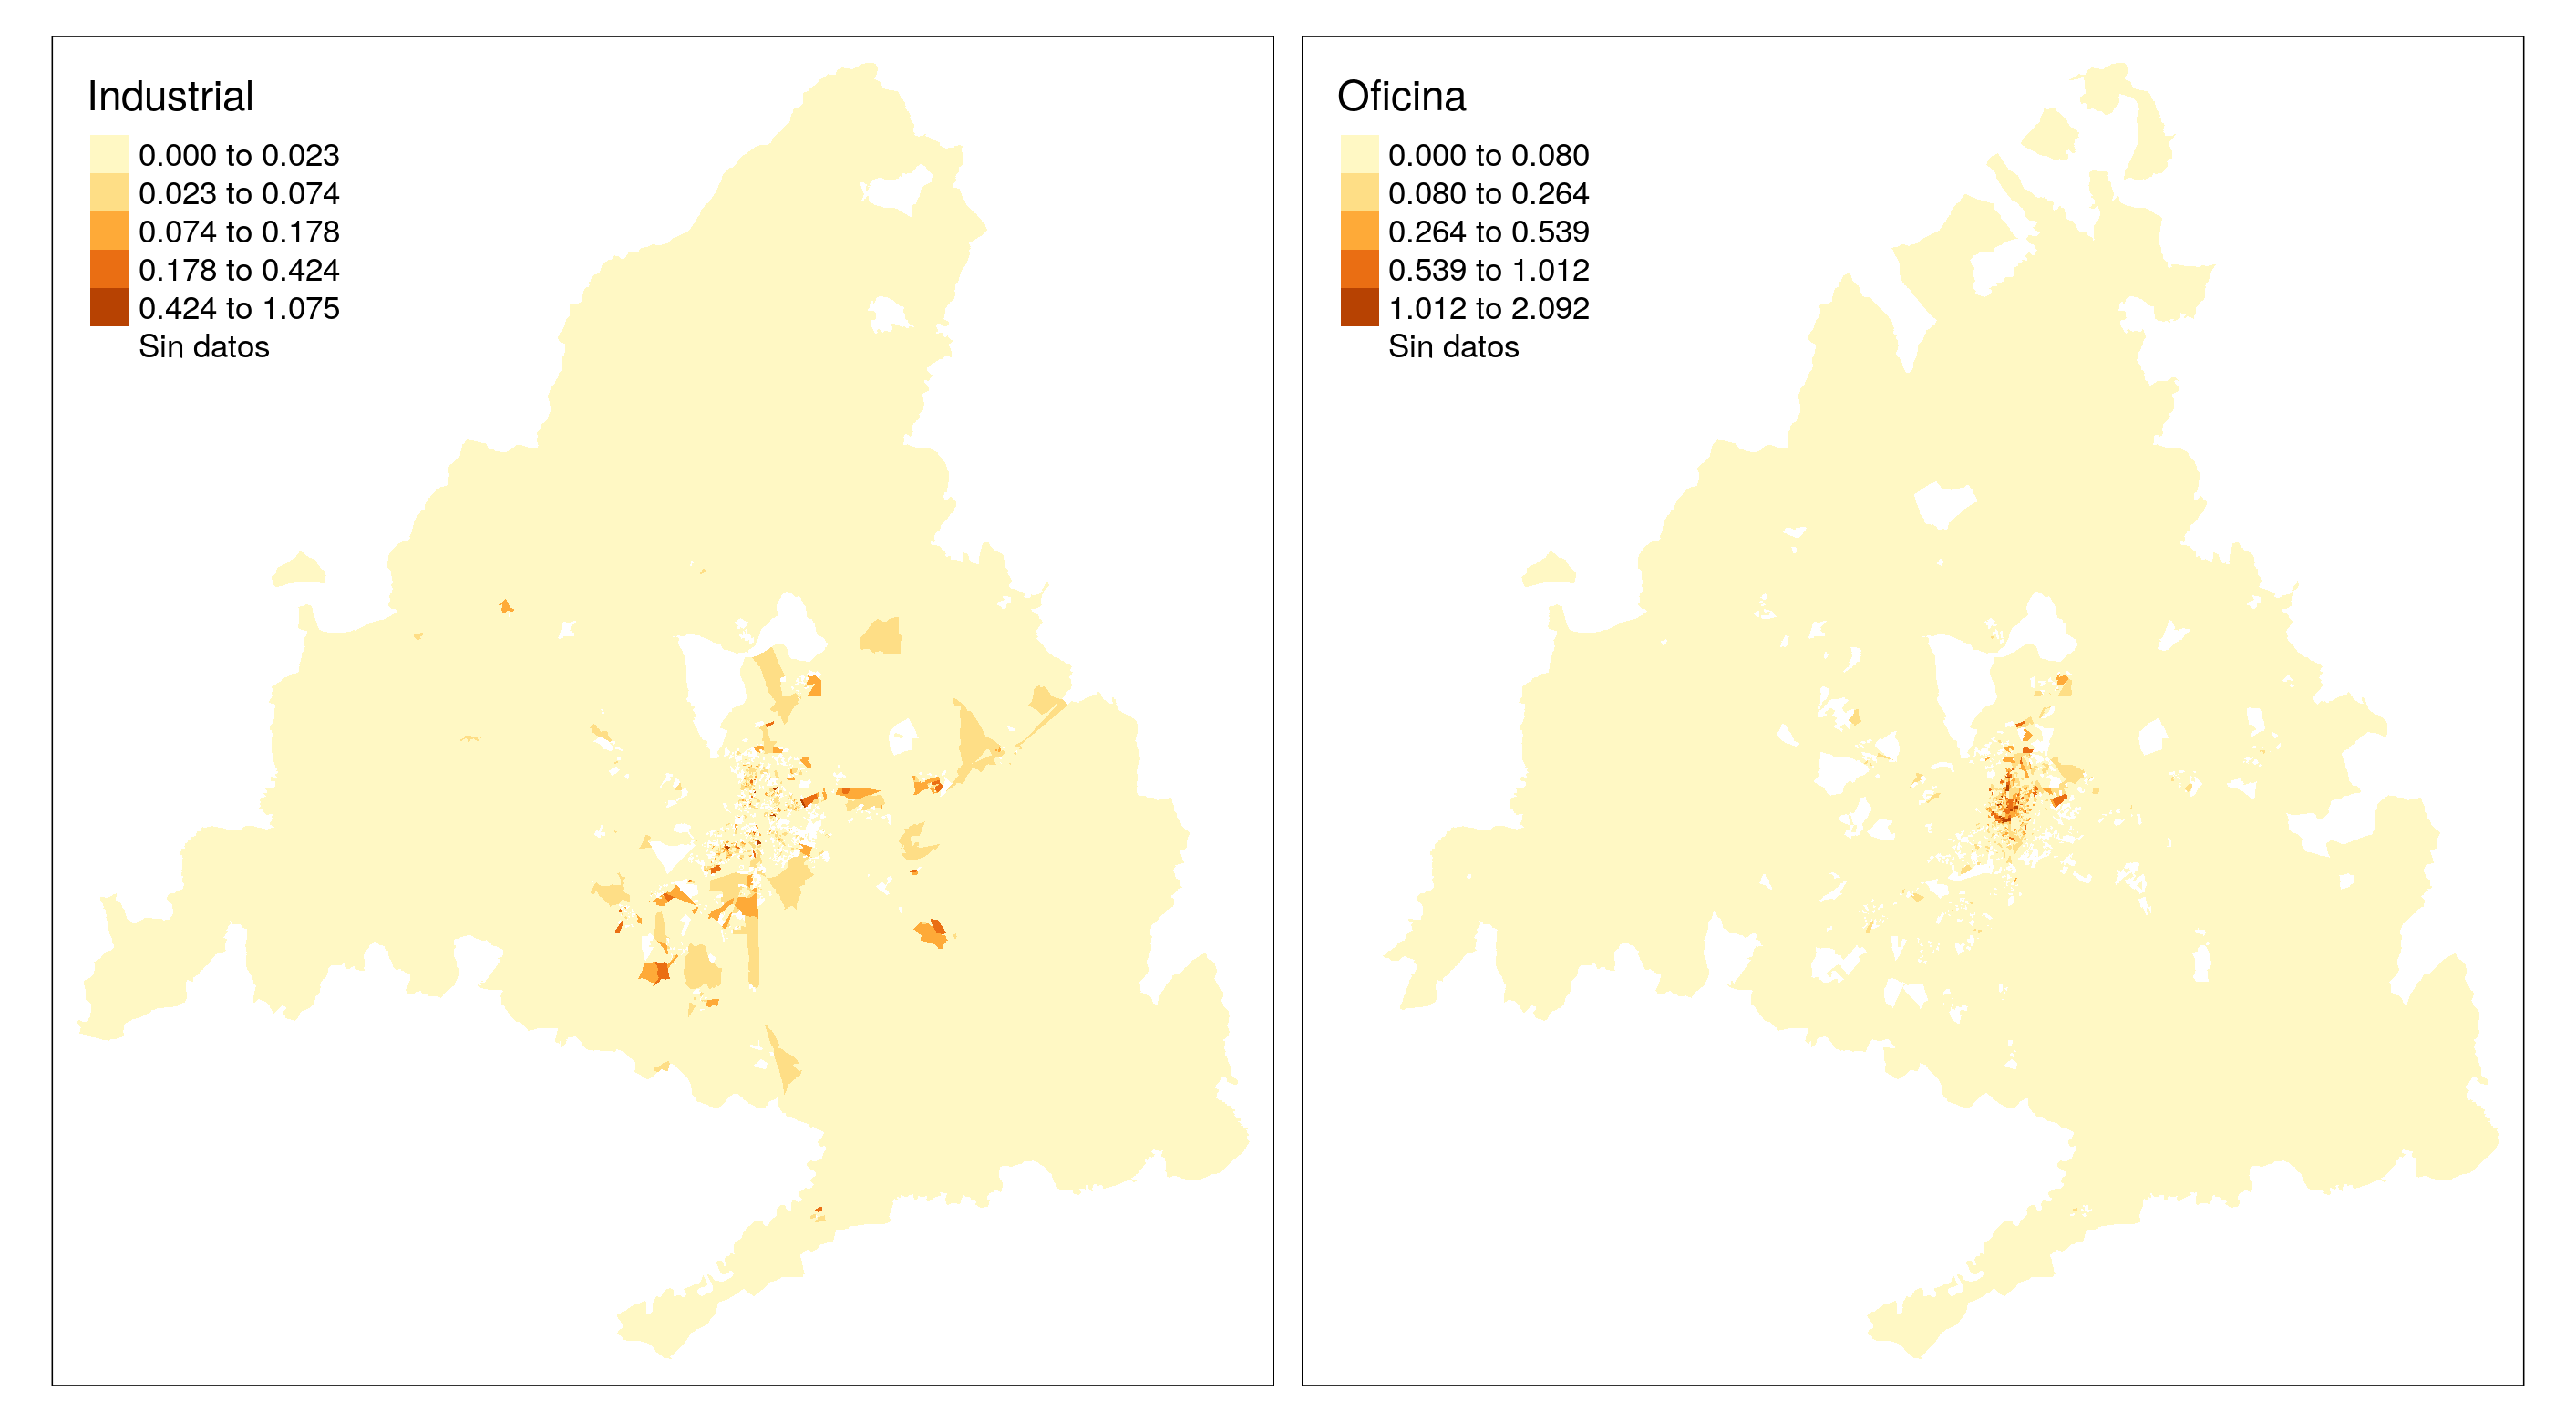 Industrial
0.000 to 0.023
0.023 to 0.074
0.074 to 0.178
0.178 to 0.424
0.424 to 1.075
Sin datos
Oficina
0.000 to 0.080
0.080 to 0.264
0.264 to 0.539
0.539 to 1.012
1.012 to 2.092
Sin datos